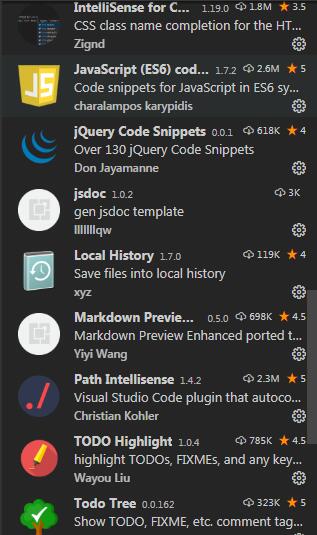 IntelliSense for C... 1.19.0 1.8M 3.5
CSS class name completion for the HT...
Zignd
JS
JavaScript (ES6) cod... 1.7.2 2.6M 5
Code snippets for JavaScript in ES6 sy...
charalampos karypidis
jQuery Code Snippets 0.0.1 618K 4
Over 130 jQuery Code Snippets
Don Jayamanne
jsdoc 1.0.2 3K
gen jsdoc template
lllllllqw
Local History 1.7.0 119K 4
Save files into local history
xyz
Markdown Previe... 0.5.0 698K 4.5
Markdown Preview Enhanced ported t...
Yiyi Wang
./
Path Intellisense 1.4.2 2.3M 5
Visual Studio Code plugin that autoco...
Christian Kohler
TODO Highlight 1.0.4 785K 4.5
highlight TODOs, FIXMEs, and any key...
Wayou Liu
Todo Tree 0.0.162 323K 5
Show TODO, FIXME, etc. comment tag...